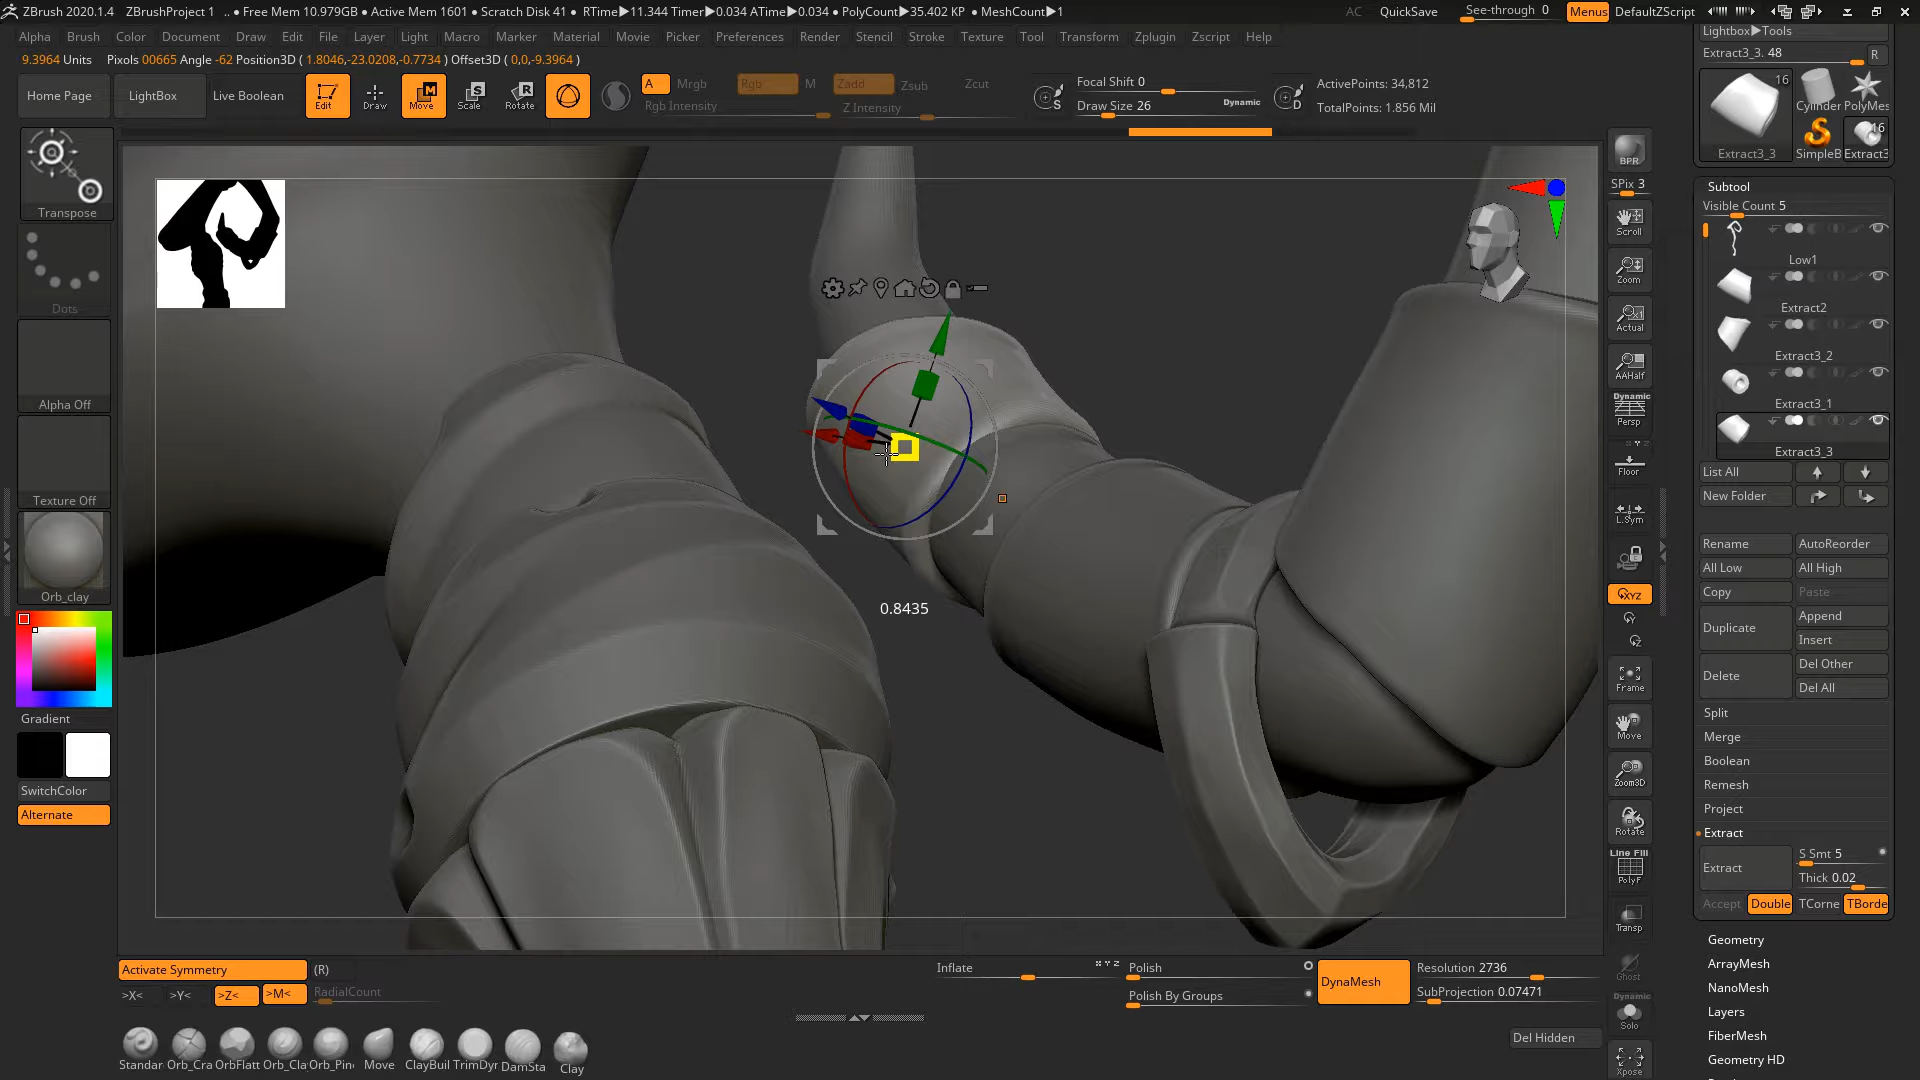 ZBrush 2020.1.4 ZBrushProject 1 .. • Free Mem 10.979GB • Active Mem 1601 • Scratch Disk 41 • RTime▶11.344 Timer▶0.034 ATime▶0.034 • PolyCount▶35.402 KP • MeshCount▶1 AC QuickSave See-through 0 Menus DefaultZScript
Alpha Brush Color Document Draw Edit File Layer Light Macro Marker Material Movie Picker Preferences Render Stencil Stroke Texture Tool Transform Zplugin Zscript Help
9.3964 Units Pixols 00665 Angle -62 Position3D ( 1.8046,-23.0208,-0.7734 ) Offset3D ( 0,0,-9.3964 )
Home Page LightBox Live Boolean Edit Draw Move Scale Rotate
A Mrgb Rgb M Zadd Zsub Zcut
Rgb Intensity Z Intensity
Focal Shift 0
Draw Size 26 Dynamic
ActivePoints: 34,812
TotalPoints: 1.856 Mil
Transpose
Dots
Alpha Off
Texture Off
Orb_clay
Gradient
SwitchColor
Alternate
0.8435
BPR
SPix 3
Scroll
Zoom
Actual
AAHalf
Dynamic
Persp
Floor
L.Sym
XYZ
Frame
Move
Zoom3D
Rotate
Line Fill
PolyF
Transp
Ghost
Dynamic
Solo
Xpose
Lightbox▶Tools
Extract3_3. 48 R
16
Cylinder PolyMes
16
Extract3_3 SimpleB Extract3
Subtool
Visible Count 5
Low1
Extract2
Extract3_2
Extract3_1
Extract3_3
List All
New Folder
Rename AutoReorder
All Low All High
Copy Paste
Duplicate Append
Insert
Delete Del Other
Del All
Split
Merge
Boolean
Remesh
Project
Extract
Extract S Smt 5
Thick 0.02
Accept Double TCorne TBorde
Geometry
ArrayMesh
NanoMesh
Layers
FiberMesh
Geometry HD
Activate Symmetry (R)
>X< >Y< >Z< >M< RadialCount
Inflate X Y Z Polish
Polish By Groups
DynaMesh
Resolution 2736
SubProjection 0.07471
Del Hidden
Standar Orb_Cra OrbFlatt Orb_Cla Orb_Pin Move ClayBuil TrimDyr DamSta Clay